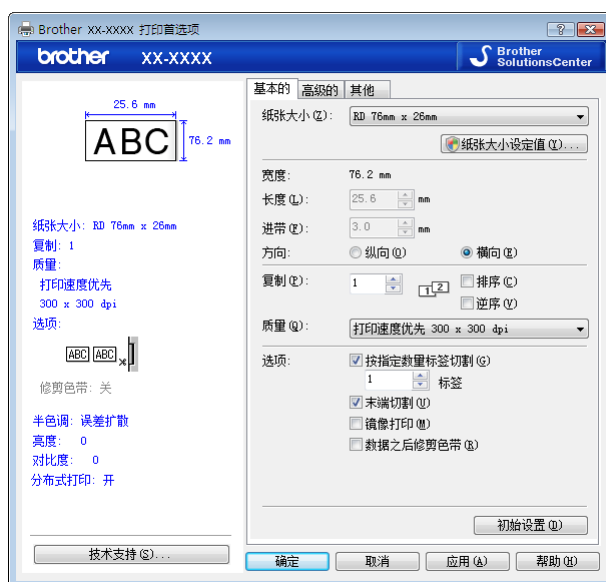 Brother XX-XXXX 打印首选项
brother XX-XXXX
Brother
SolutionsCenter
25.6 mm
ABC
76.2 mm
纸张大小: RD 76mm x 26mm
复制: 1
质量:
打印速度优先
300 x 300 dpi
选项:
ABC ABC
修剪色带: 关
半色调: 误差扩散
亮度: 0
对比度: 0
分布式打印: 开
技术支持(S)...
基本的 高级的 其他
纸张大小(Z): RD 76mm x 26mm
纸张大小设定值(Y)...
宽度: 76.2 mm
长度(L): 25.6 mm
进带(F): 3.0 mm
方向: 纵向(O) 横向(E)
复制(P): 1 1 2 排序(C)
逆序(V)
质量(Q): 打印速度优先 300 x 300 dpi
选项: 按指定数量标签切割(G)
1 标签
末端切割(U)
镜像打印(M)
数据之后修剪色带(R)
初始设置(D)
确定 取消 应用(A) 帮助(H)